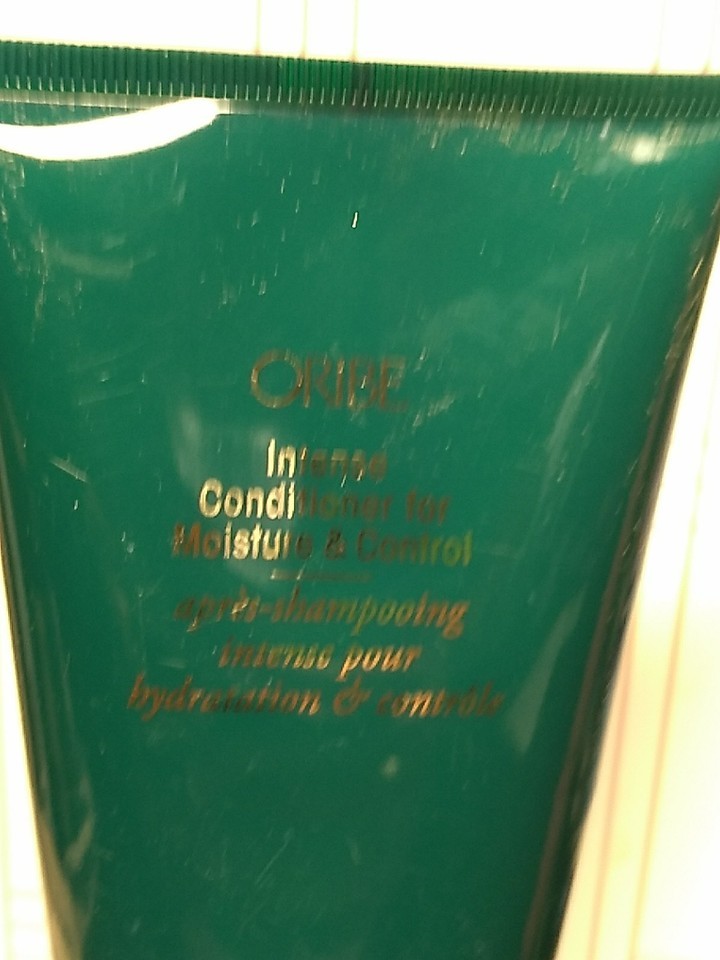 ORIBE
Intense
Conditioner for
Moisture & Control
après-shampooing
intense pour
hydratation & contrôle